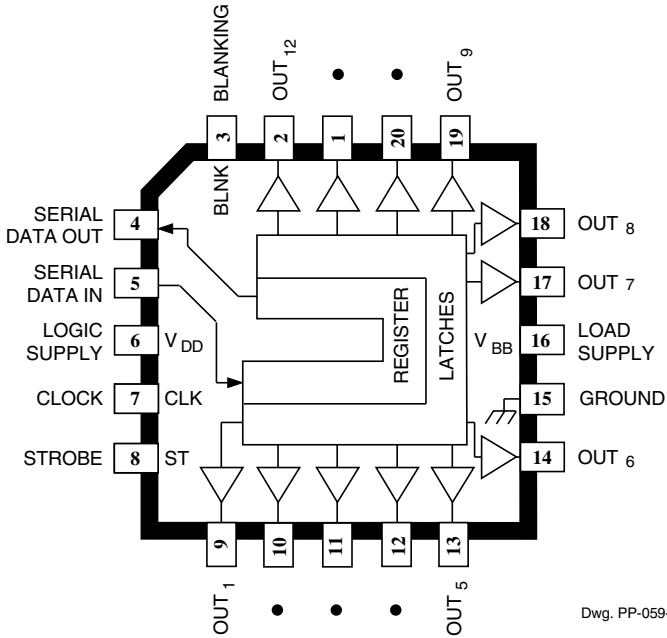 BLANKING
OUT 12
OUT 9
3
2
1
20
19
BLNK
SERIAL
DATA OUT
4
18
OUT 8
SERIAL
DATA IN
5
17
OUT 7
REGISTER
LATCHES
LOGIC
SUPPLY
6
V DD
V BB
16
LOAD
SUPPLY
CLOCK
7
CLK
15
GROUND
STROBE
8
ST
14
OUT 6
9
10
11
12
13
OUT 1
OUT 5
Dwg. PP-059-